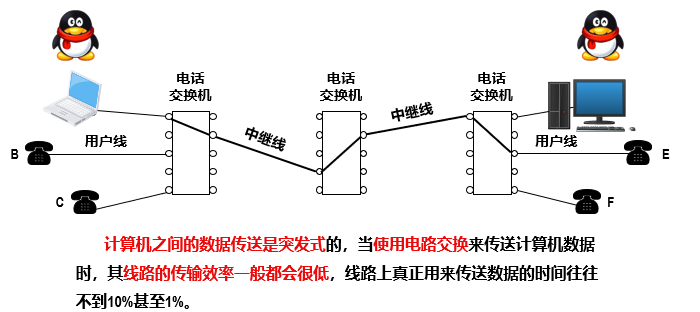 电话
交换机
电话
交换机
电话
交换机
中继线
中继线
B
用户线
用户线
E
C
F
计算机之间的数据传送是突发式的，当使用电路交换来传送计算机数据
时，其线路的传输效率一般都会很低，线路上真正用来传送数据的时间往往
不到10%甚至1%。